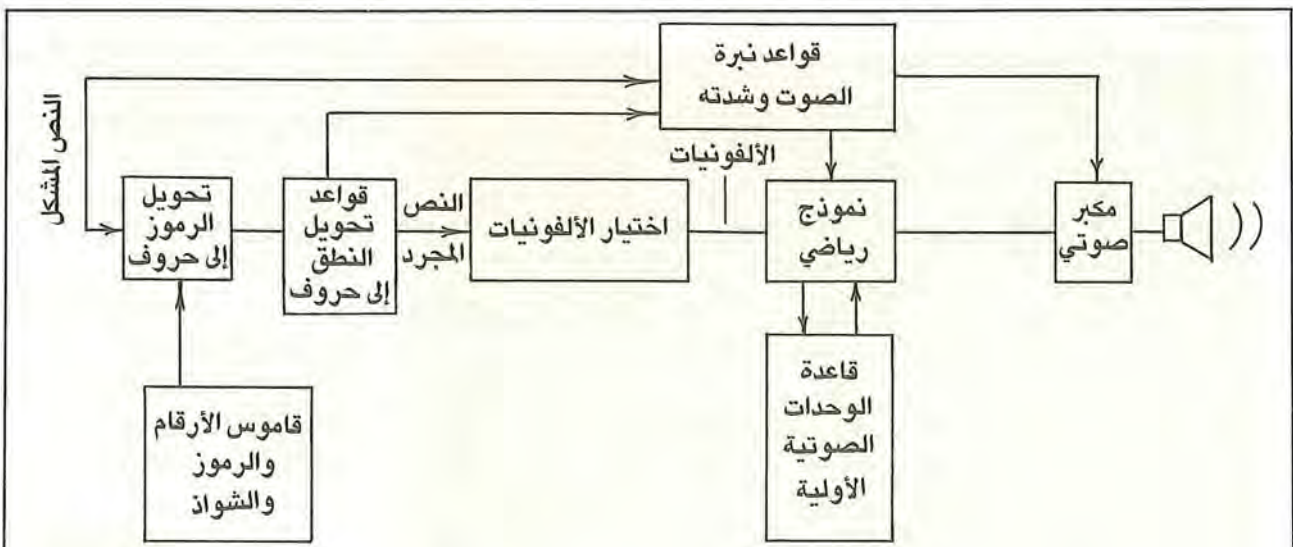 قواعد نبرة
الصوت وشدته
النص المشكل
الألفونيات
تحويل
الرموز
إلى حروف
قواعد
تحويل
النطق
إلى حروف
النص
المجرد
اختيار الألفونيات
نموذج
رياضي
مكبر
صوتي
قاموس الأرقام
والرموز
والشواذ
قاعدة
الوحدات
الصوتية
الأولية